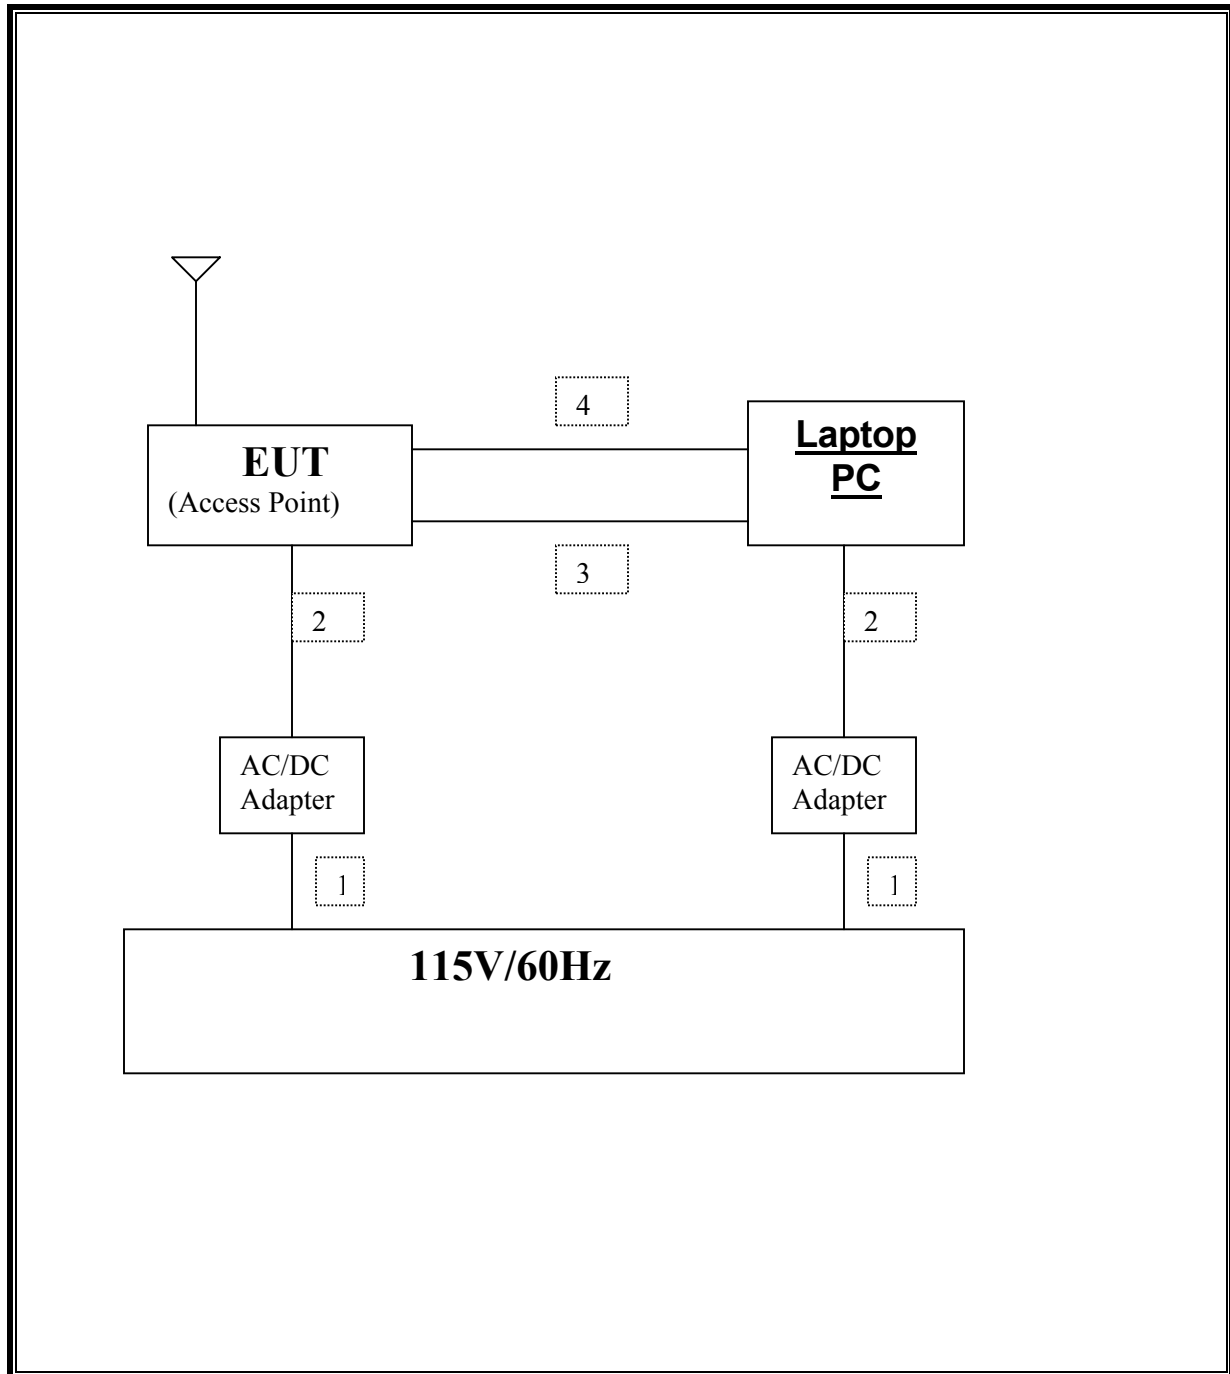 4
EUT
(Access Point)
Laptop
PC
3
2
2
AC/DC
Adapter
AC/DC
Adapter
1
1
115V/60Hz